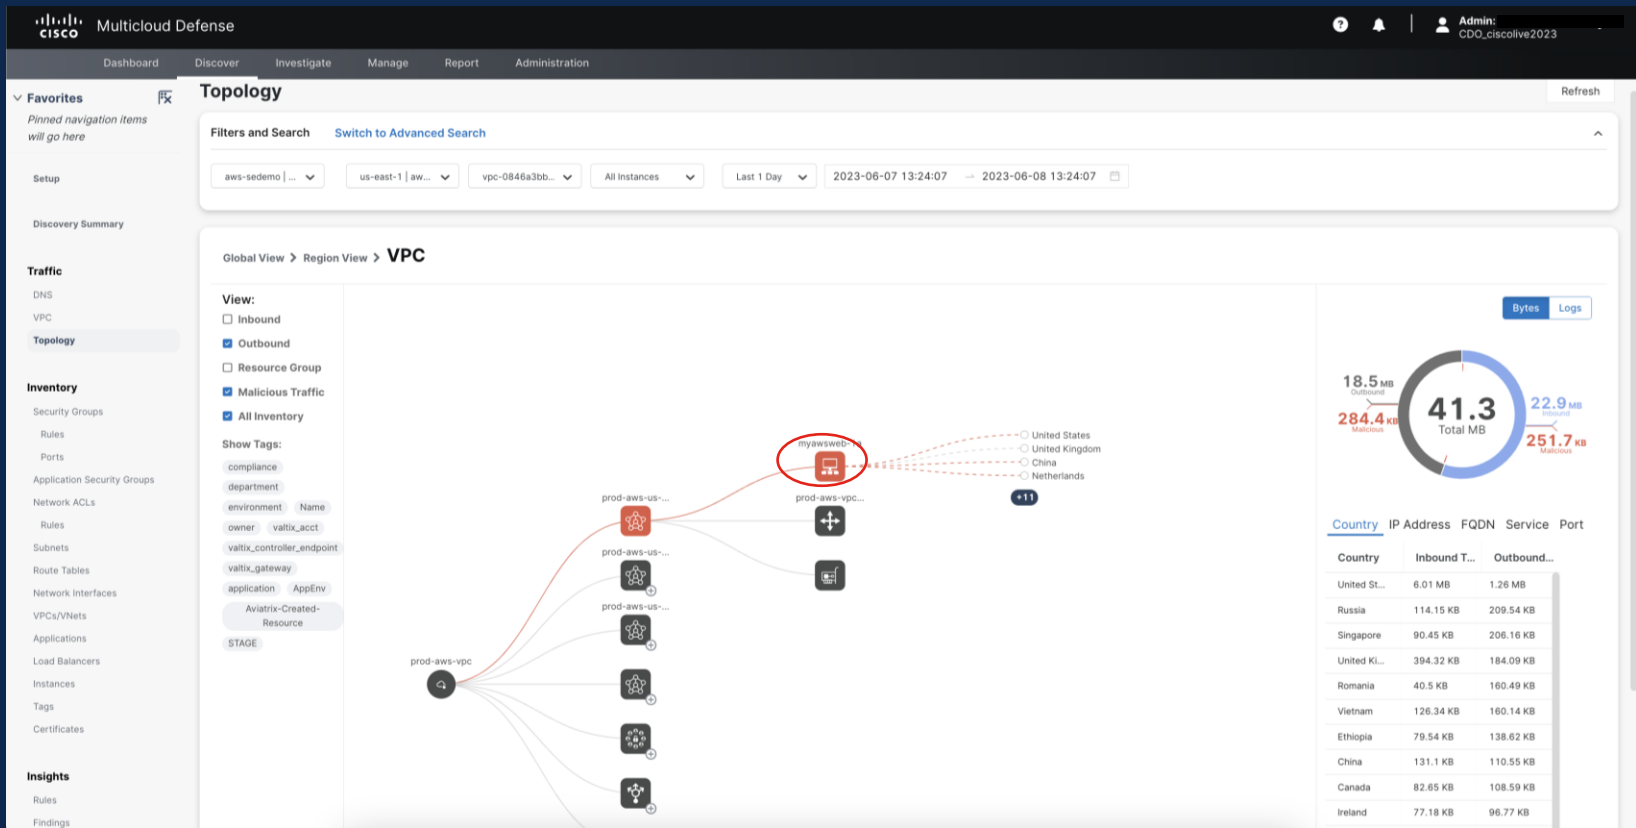 cisco Multicloud Defense
Admin:
CDO_ciscolive2023
Dashboard Discover Investigate Manage Report Administration
Favorites
Pinned navigation items
will go here
Setup
Discovery Summary
Traffic
DNS
VPC
Topology
Inventory
Security Groups
Rules
Ports
Application Security Groups
Network ACLs
Rules
Subnets
Route Tables
Network Interfaces
VPCs/VNets
Applications
Load Balancers
Instances
Tags
Certificates
Insights
Rules
Findings
Topology
Refresh
Filters and Search Switch to Advanced Search
aws-sedemo | ... us-east-1 | aw... vpc-0846a3bb... All Instances Last 1 Day 2023-06-07 13:24:07 → 2023-06-08 13:24:07
Global View > Region View > VPC
View:
Inbound
Outbound
Resource Group
Malicious Traffic
All Inventory
Show Tags:
compliance
department
environment Name
owner valtix_acct
valtix_controller_endpoint
valtix_gateway
application AppEnv
Aviatrix-Created-
Resource
STAGE
prod-aws-vpc
prod-aws-us-...
prod-aws-us-...
prod-aws-us-...
myawsweb-1a
prod-aws-vpc...
United States
United Kingdom
China
Netherlands
+11
Bytes Logs
18.5 MB
Outbound
284.4 KB
Malicious
41.3
Total MB
22.9 MB
Inbound
251.7 KB
Malicious
Country IP Address FQDN Service Port
Country Inbound T... Outbound...
United St... 6.01 MB 1.26 MB
Russia 114.15 KB 209.54 KB
Singapore 90.45 KB 206.16 KB
United Ki... 394.32 KB 184.09 KB
Romania 40.5 KB 160.49 KB
Vietnam 126.34 KB 160.14 KB
Ethiopia 79.54 KB 138.62 KB
China 131.1 KB 110.55 KB
Canada 82.65 KB 108.59 KB
Ireland 77.18 KB 96.77 KB